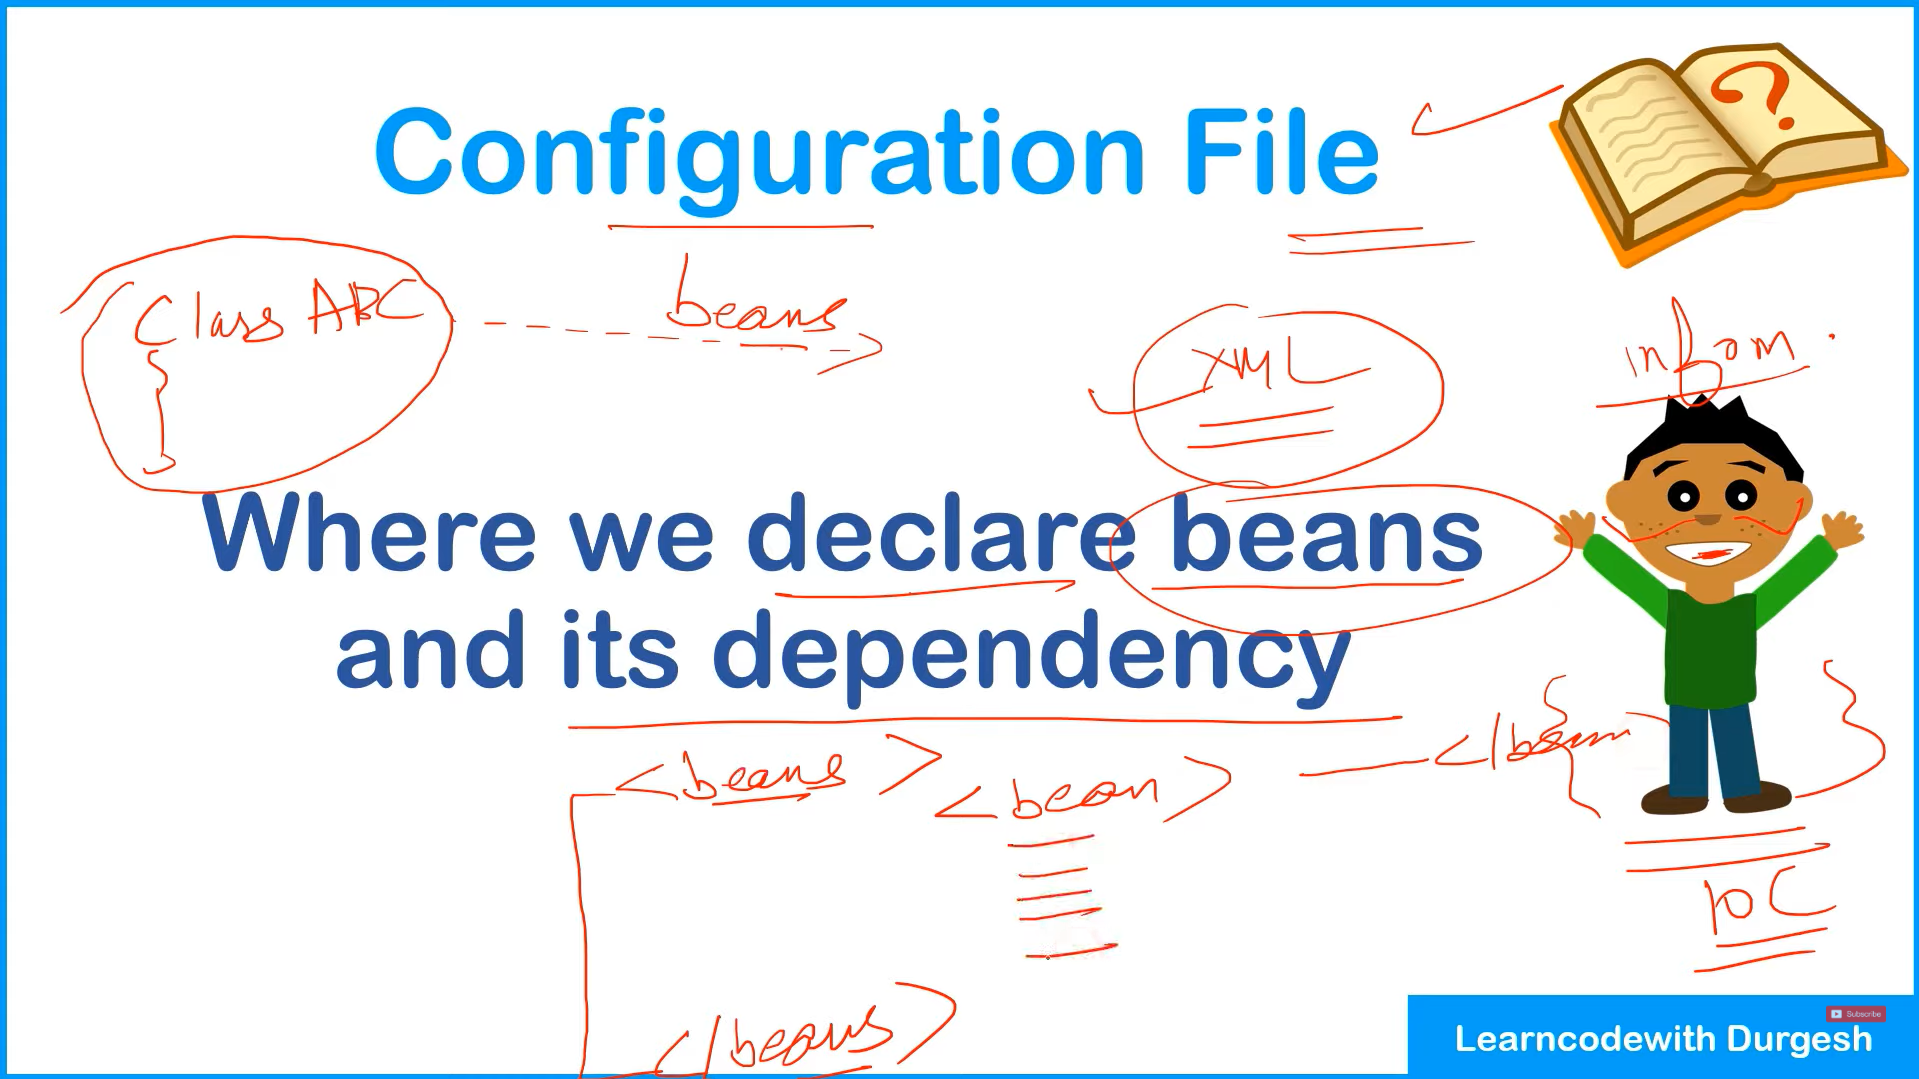 Configuration File
?
beans
Class ABC
{
}
XML
inform.
Where we declare beans
and its dependency
<beans>
<bean> </bean>
IOC
</beans>
Subscribe
Learncodewith Durgesh